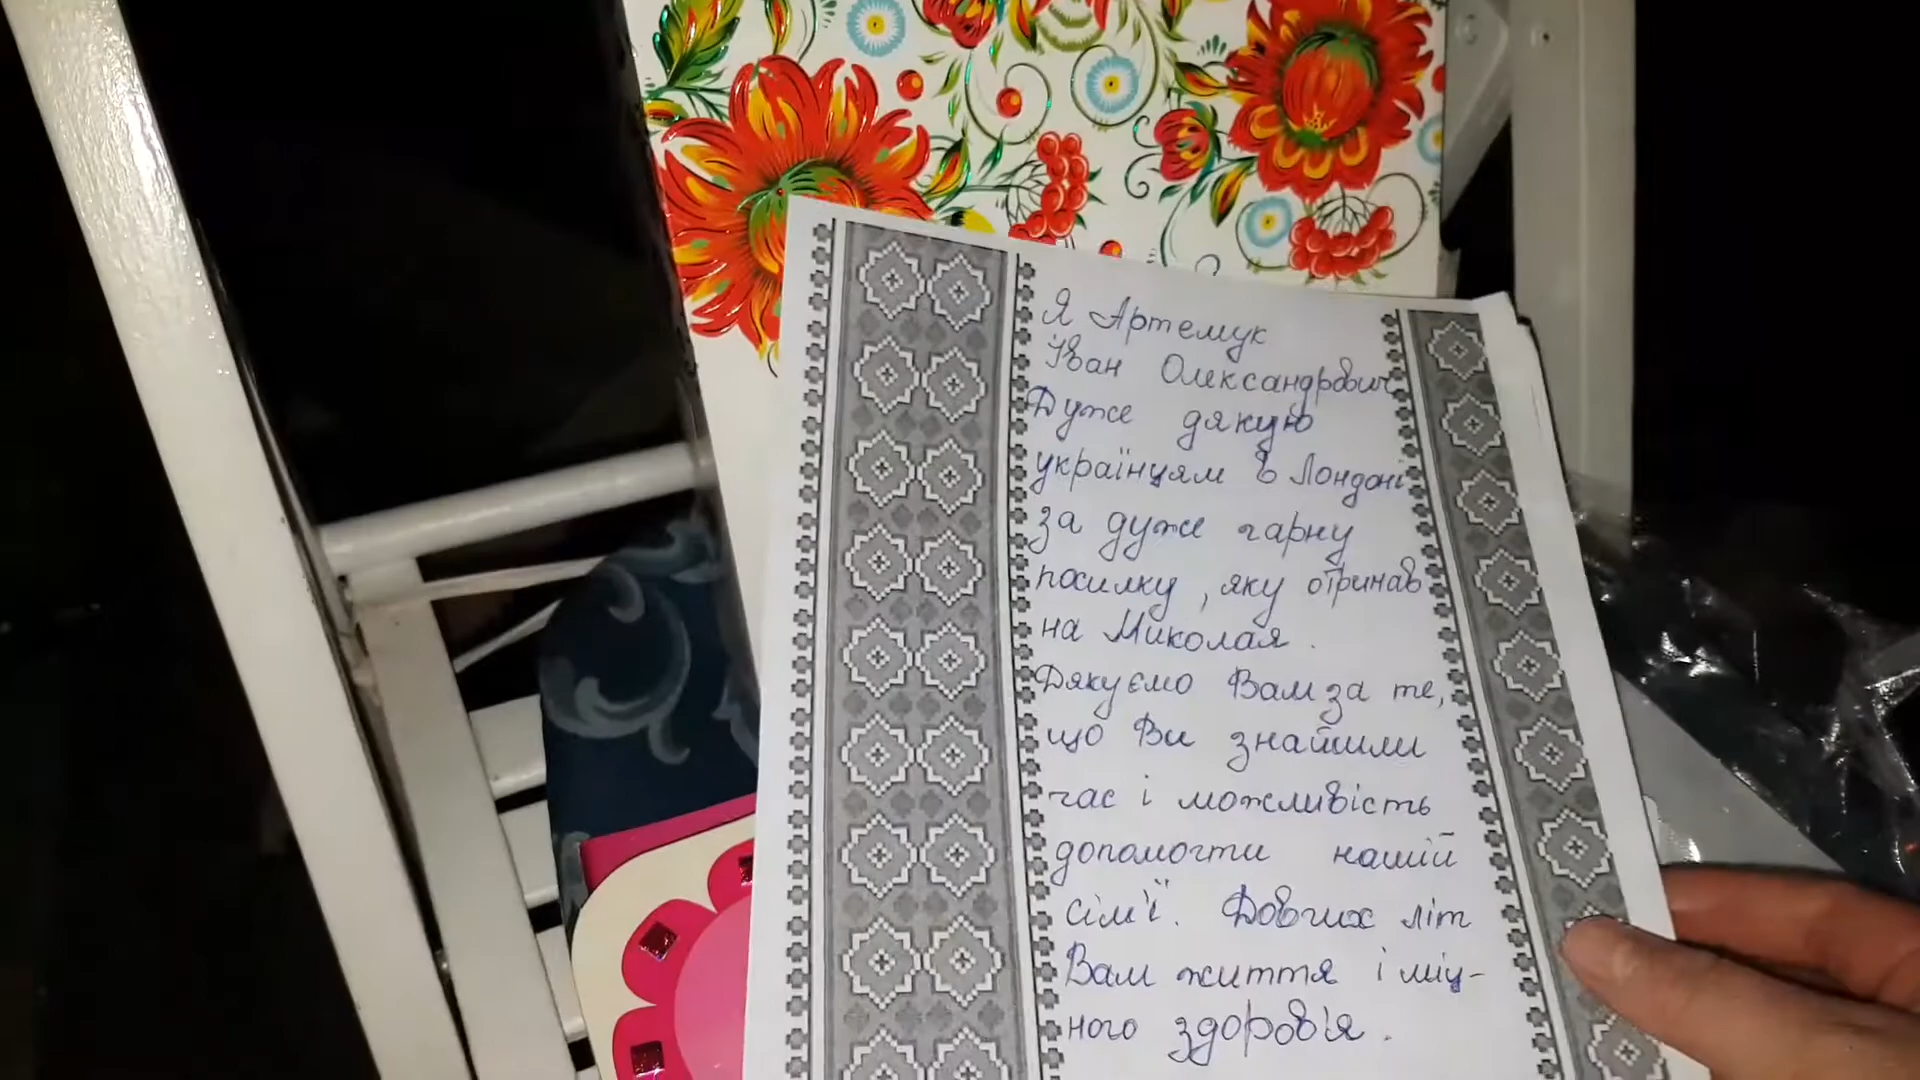 Я Артемук
Іван Олександрович
Дуже дякую
українцям в Лондоні
за дуже гарну
посилку, яку отримав
на Миколая.
Дякуємо Вам за те,
що Ви знайшли
час і можливість
допомогти нашій
сім'ї. Довгих літ
Вам життя і міц-
ного здоров'я.